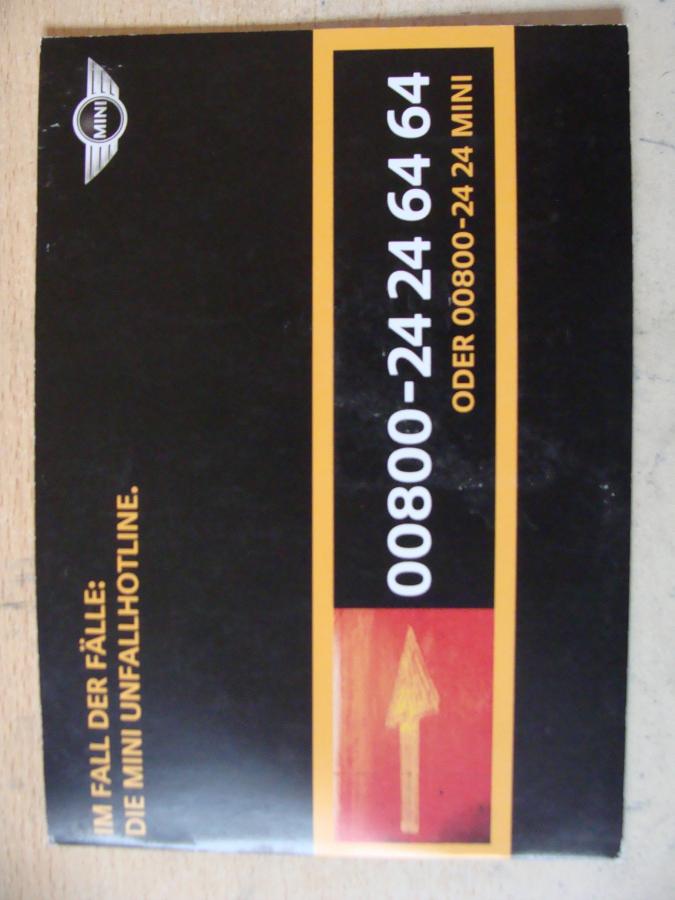 MINI
IM FALL DER FÄLLE:
DIE MINI UNFALLHOTLINE.
00800-24 24 64 64
ODER 00800-24 24 MINI